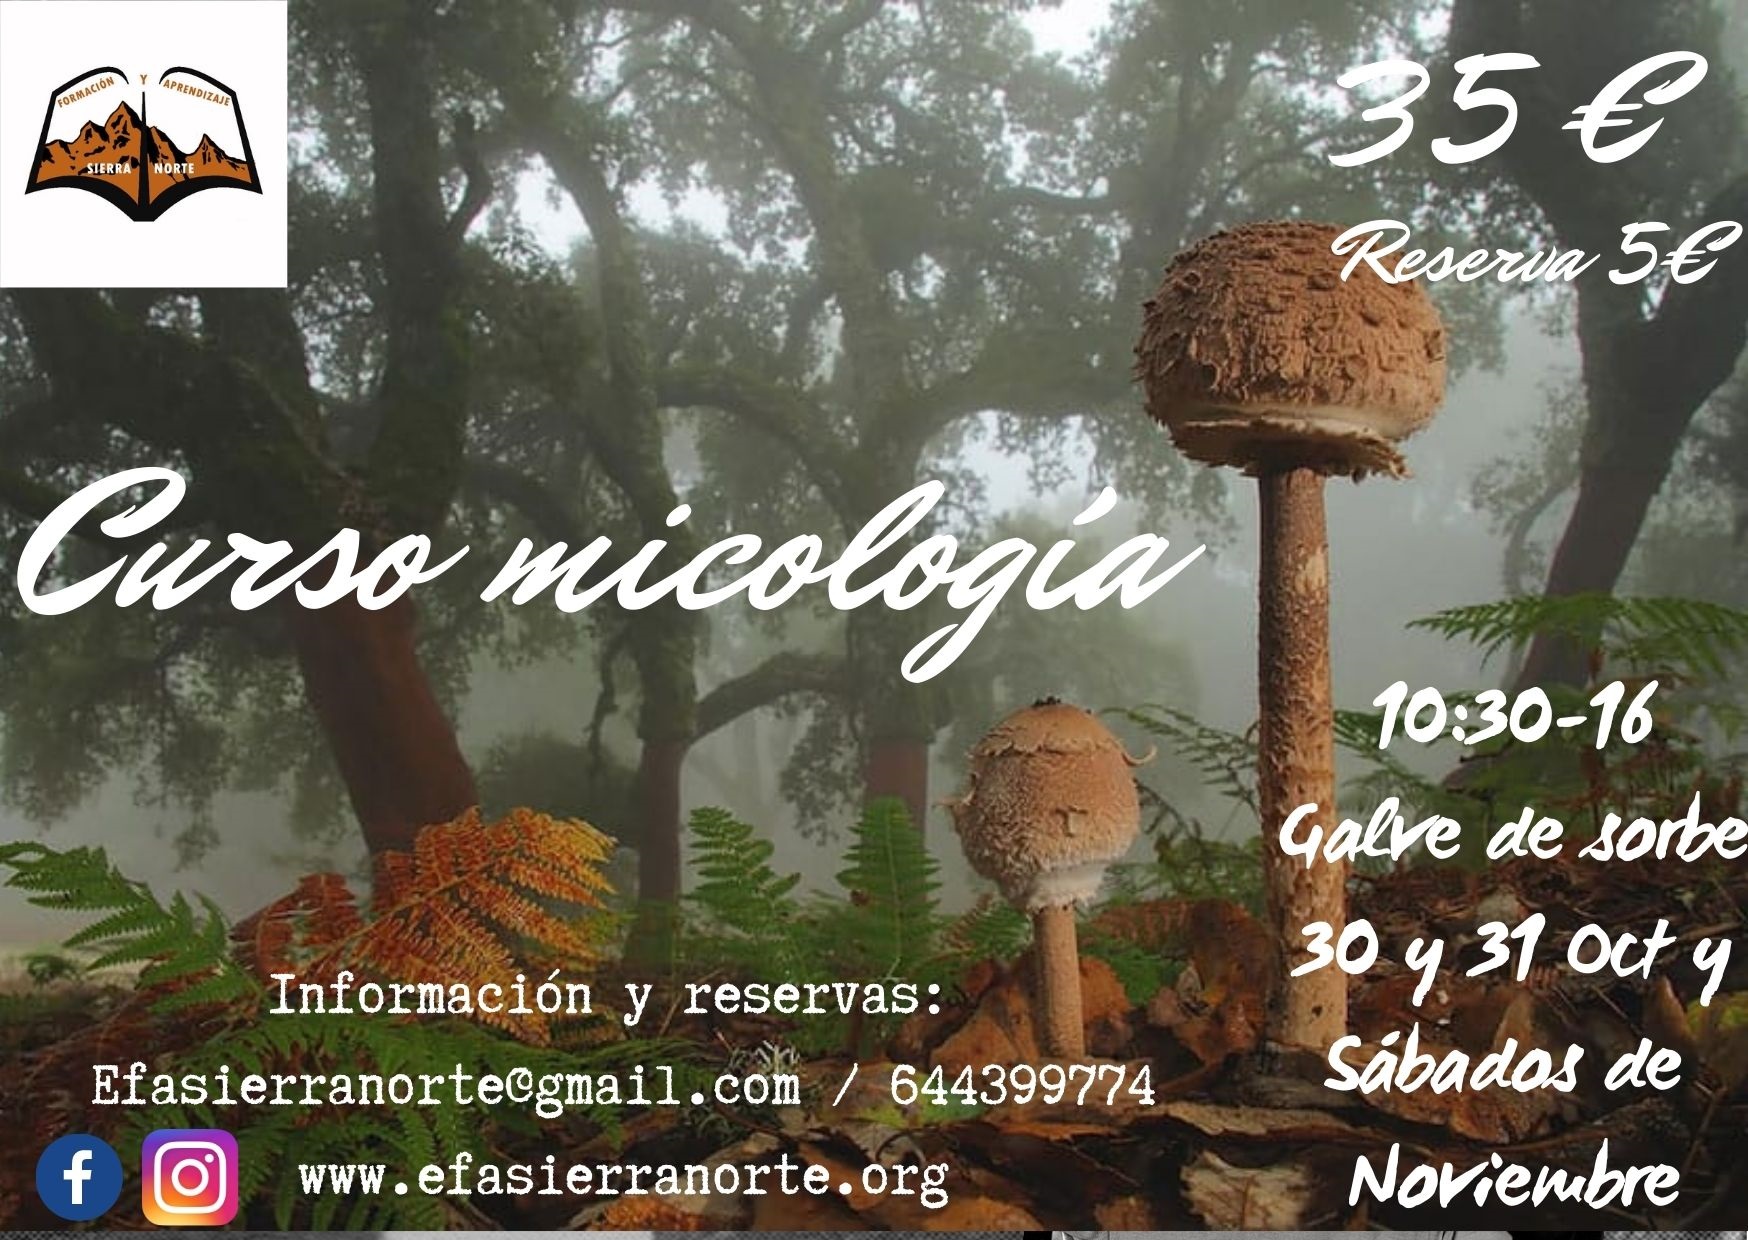 FORMACIÓN Y APRENDIZAJE
SIERRA NORTE
35 €
Reserva 5€
Curso micología
10:30-16
Galve de sorbe
30 y 31 Oct y
Sábados de
Noviembre
Información y reservas:
Efasierranorte@gmail.com / 644399774
www.efasierranorte.org